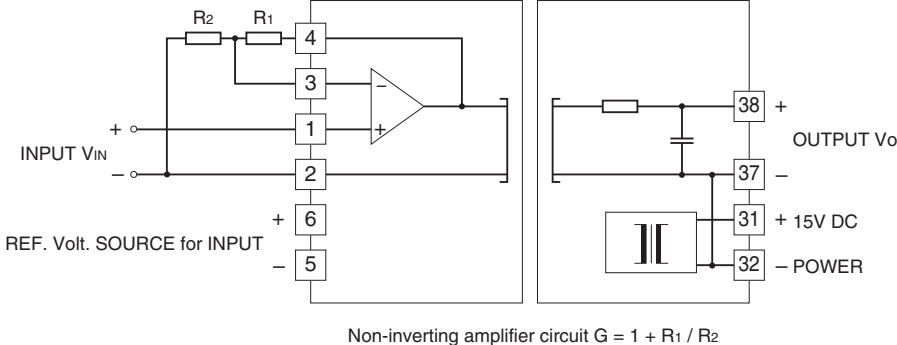 R2 R1
4
3
−
1
+
+
INPUT VIN
−
2
+
6
REF. Volt. SOURCE for INPUT
−
5
38 +
OUTPUT Vo
37 −
31 + 15V DC
32 − POWER
Non-inverting amplifier circuit G = 1 + R1 / R2